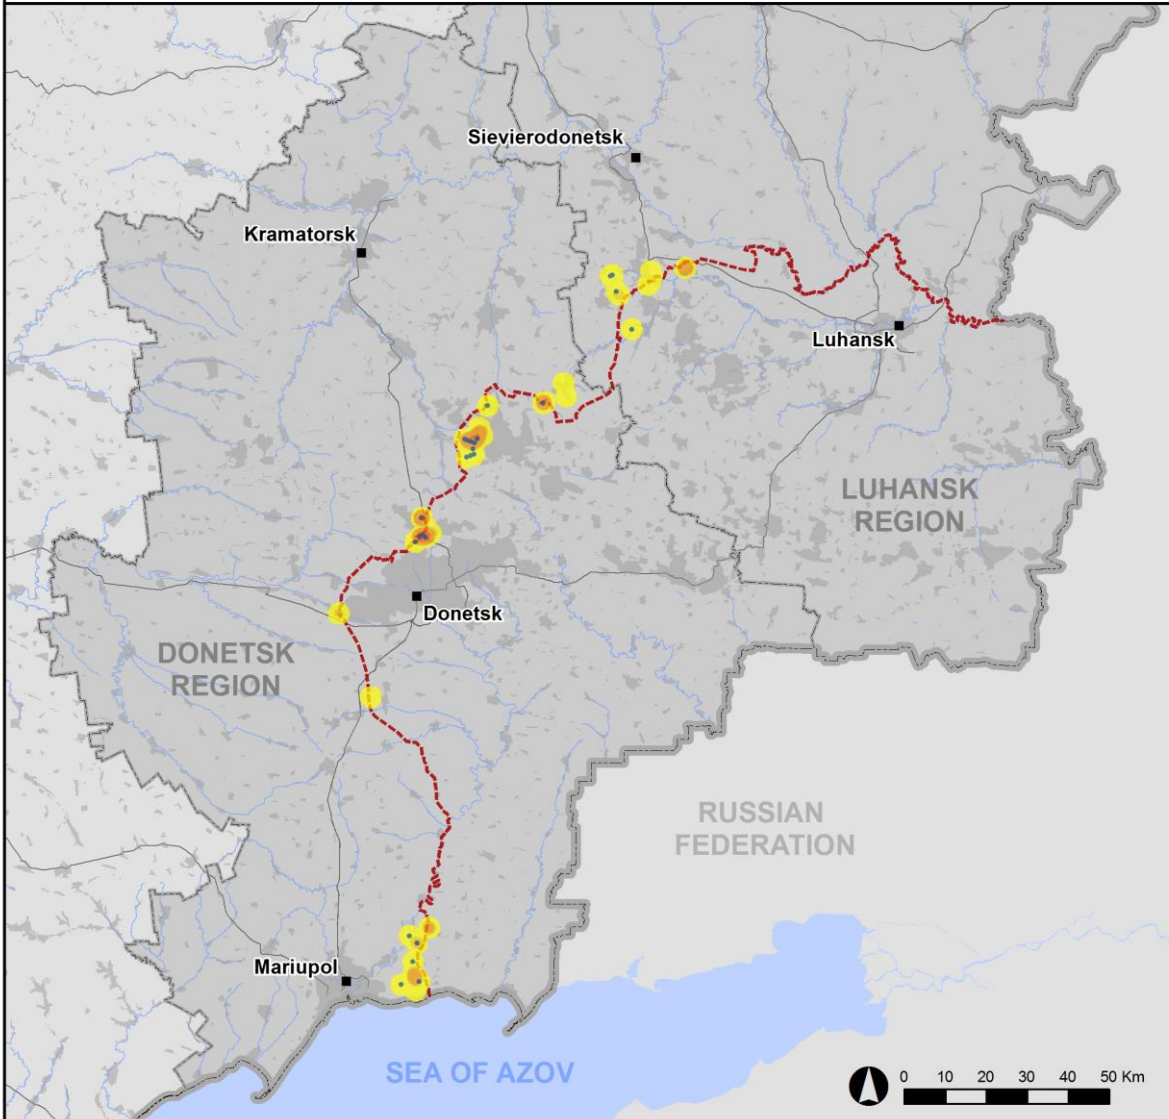 Sievierodonetsk
Kramatorsk
Luhansk
LUHANSK
REGION
Donetsk
DONETSK
REGION
RUSSIAN
FEDERATION
Mariupol
SEA OF AZOV
0 10 20 30 40 50 Km